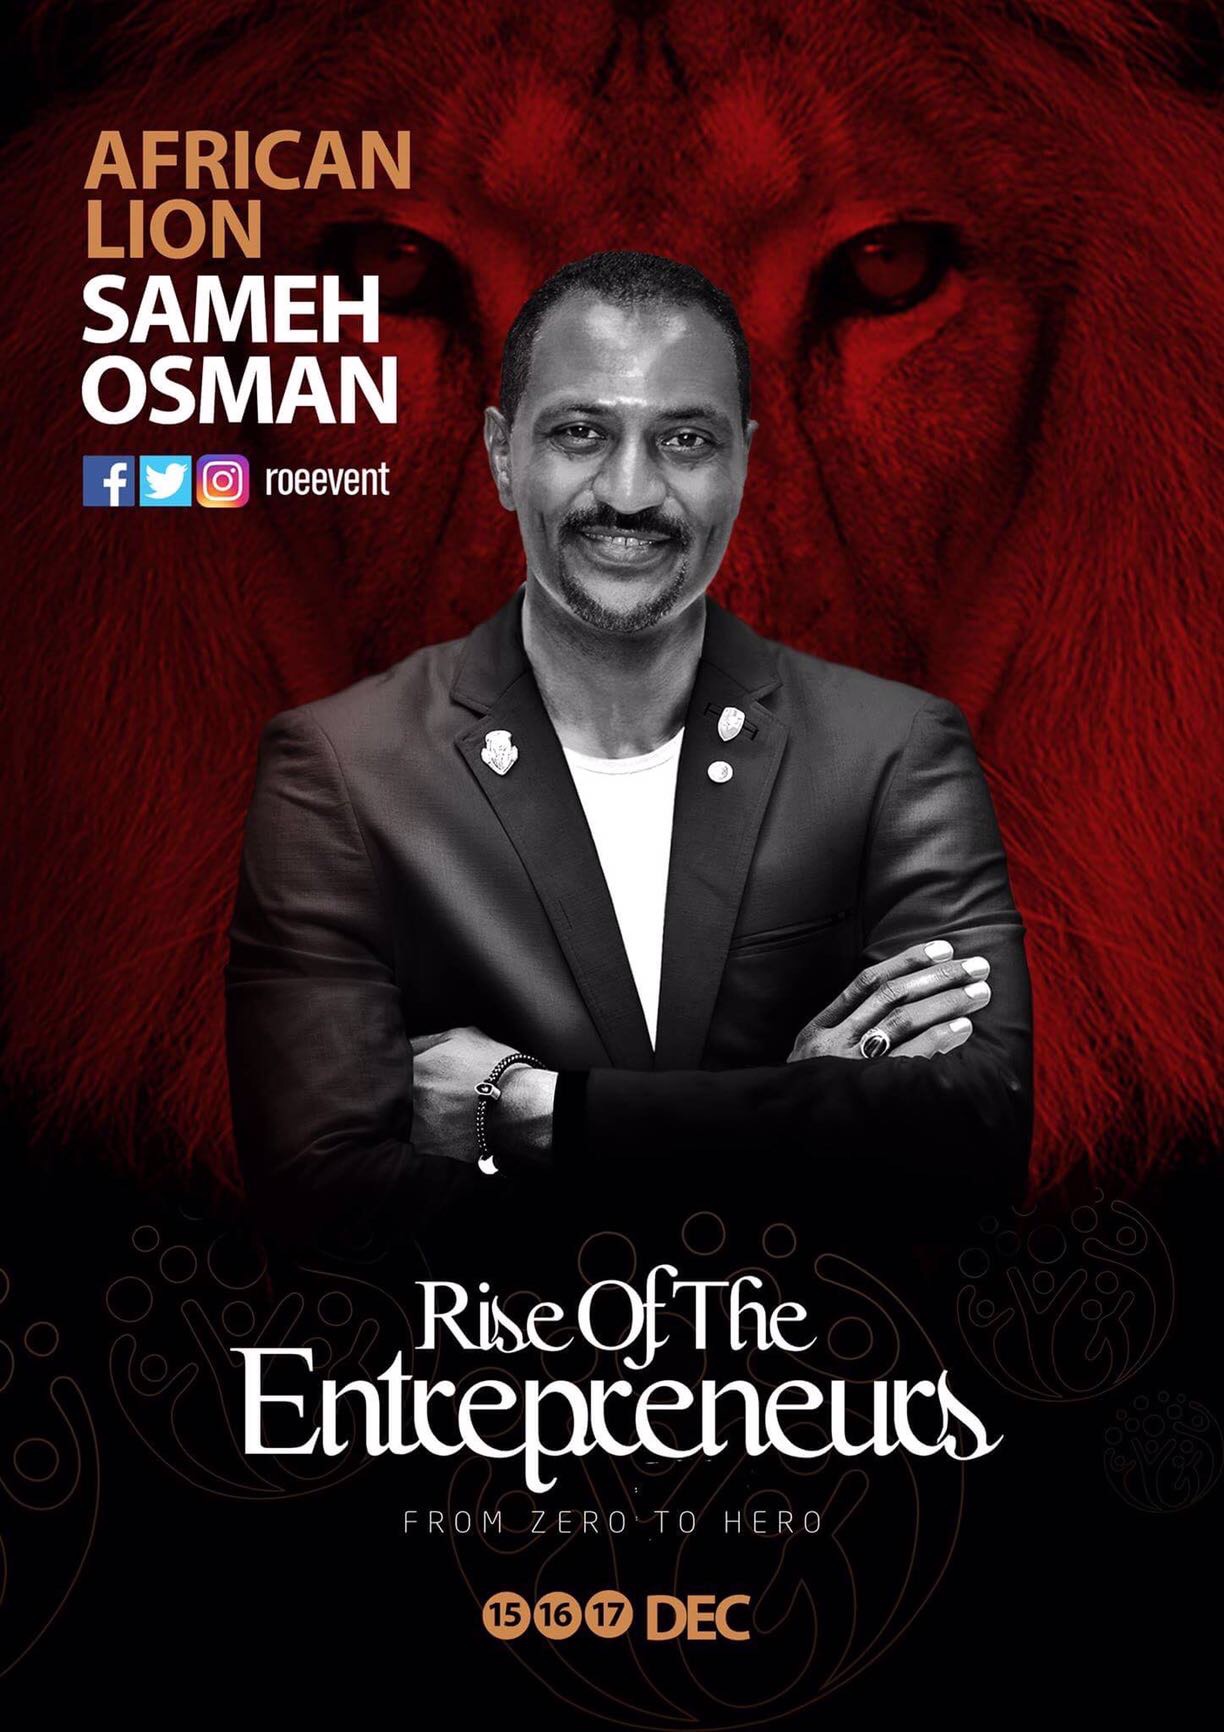 AFRICAN
LION
SAMEH
OSMAN
roeevent
Rise Of The
Entrepreneurs
FROM ZERO TO HERO
15 16 17 DEC